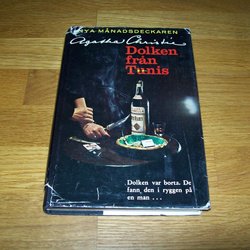 NYA MÅNADSDECKAREN
Agatha Christie
Dolken
från
Tunis
Dolken var borta. De
fann den i ryggen på
en man . . .